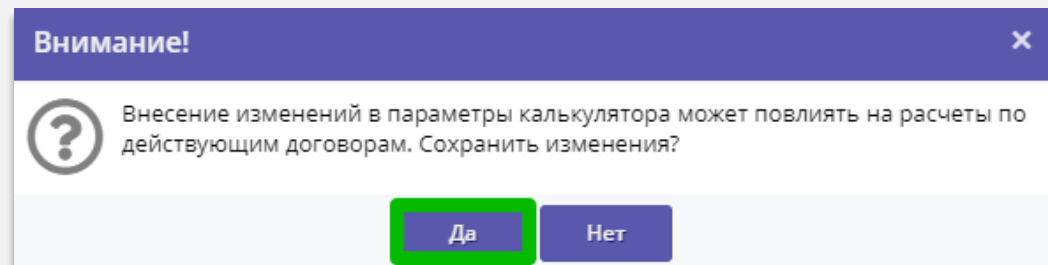 Внимание!
Внесение изменений в параметры калькулятора может повлиять на расчеты по
действующим договорам. Сохранить изменения?
Да Нет